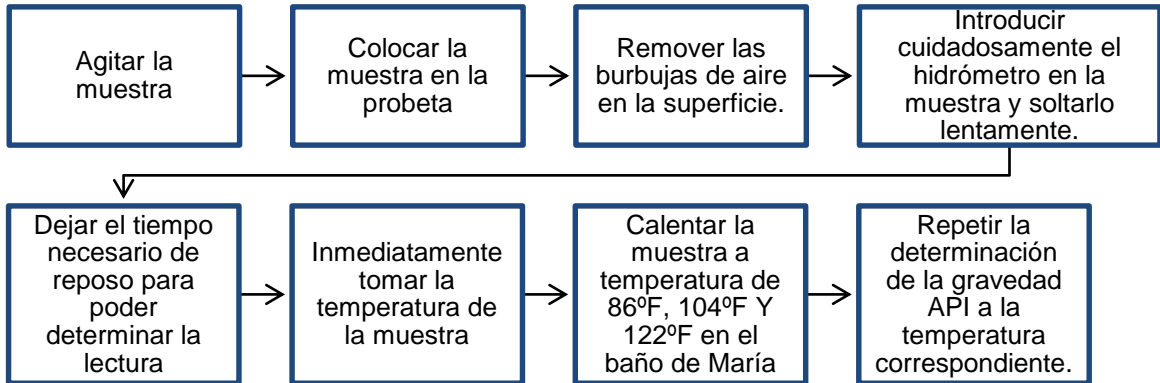 Agitar la
muestra
Colocar la
muestra en la
probeta
Remover las
burbujas de aire
en la superficie.
Introducir
cuidadosamente el
hidrómetro en la
muestra y soltarlo
lentamente.
Dejar el tiempo
necesario de
reposo para
poder
determinar la
lectura
Inmediatamente
tomar la
temperatura de
la muestra
Calentar la
muestra a
temperatura de
86ºF, 104ºF Y
122ºF en el
baño de María
Repetir la
determinación
de la gravedad
API a la
temperatura
correspondiente.